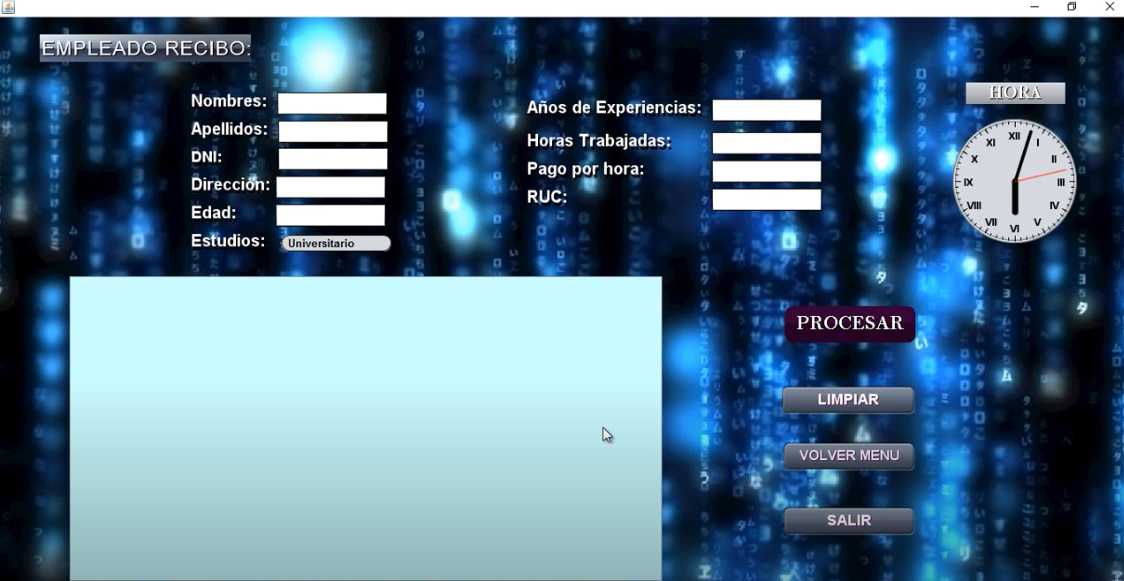 EMPLEADO RECIBO:
Nombres:
Apellidos:
DNI:
Dirección:
Edad:
Estudios:
Universitario
Años de Experiencias:
Horas Trabajadas:
Pago por hora:
RUC:
HORA
XII
I
II
III
IV
V
VI
VII
VIII
IX
X
XI
PROCESAR
LIMPIAR
VOLVER MENU
SALIR